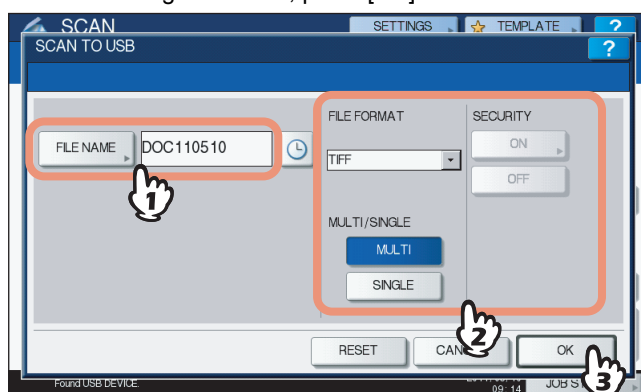 SCAN
SETTINGS
TEMPLATE
?
SCAN TO USB
?
FILE FORMAT
SECURITY
FILE NAME
DOC110510
TIFF
ON
OFF
1
MULTI/SINGLE
MULTI
SINGLE
2
RESET
OK
3
Found USB DEVICE.
09:14